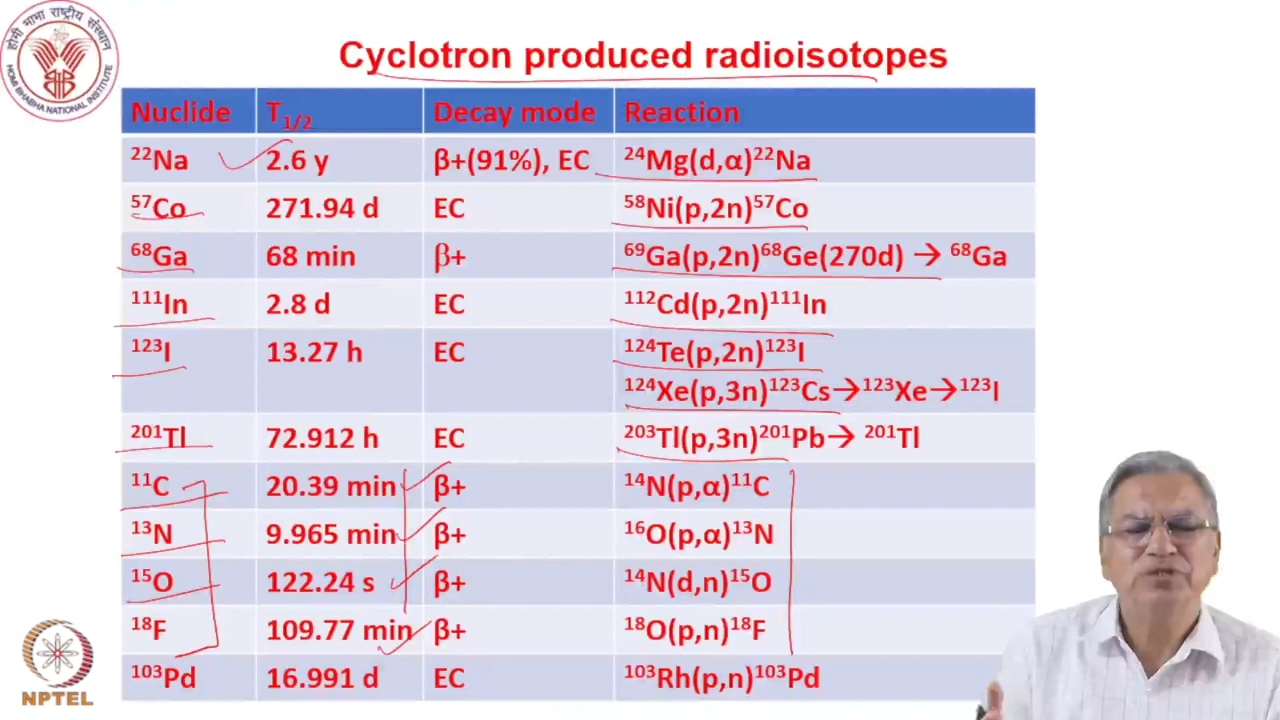 होमी भाभा राष्ट्रीय संस्थान
HOMI BHABHA NATIONAL INSTITUTE
Cyclotron produced radioisotopes
Nuclide T1/2 Decay mode Reaction
²²Na 2.6 y β+(91%), EC ²⁴Mg(d,α)²²Na
⁵⁷Co 271.94 d EC ⁵⁸Ni(p,2n)⁵⁷Co
⁶⁸Ga 68 min β+ ⁶⁹Ga(p,2n)⁶⁸Ge(270d) → ⁶⁸Ga
¹¹¹In 2.8 d EC ¹¹²Cd(p,2n)¹¹¹In
¹²³I 13.27 h EC ¹²⁴Te(p,2n)¹²³I
¹²⁴Xe(p,3n)¹²³Cs→¹²³Xe→¹²³I
²⁰¹Tl 72.912 h EC ²⁰³Tl(p,3n)²⁰¹Pb→ ²⁰¹Tl
¹¹C 20.39 min β+ ¹⁴N(p,α)¹¹C
¹³N 9.965 min β+ ¹⁶O(p,α)¹³N
¹⁵O 122.24 s β+ ¹⁴N(d,n)¹⁵O
¹⁸F 109.77 min β+ ¹⁸O(p,n)¹⁸F
¹⁰³Pd 16.991 d EC ¹⁰³Rh(p,n)¹⁰³Pd
NPTEL